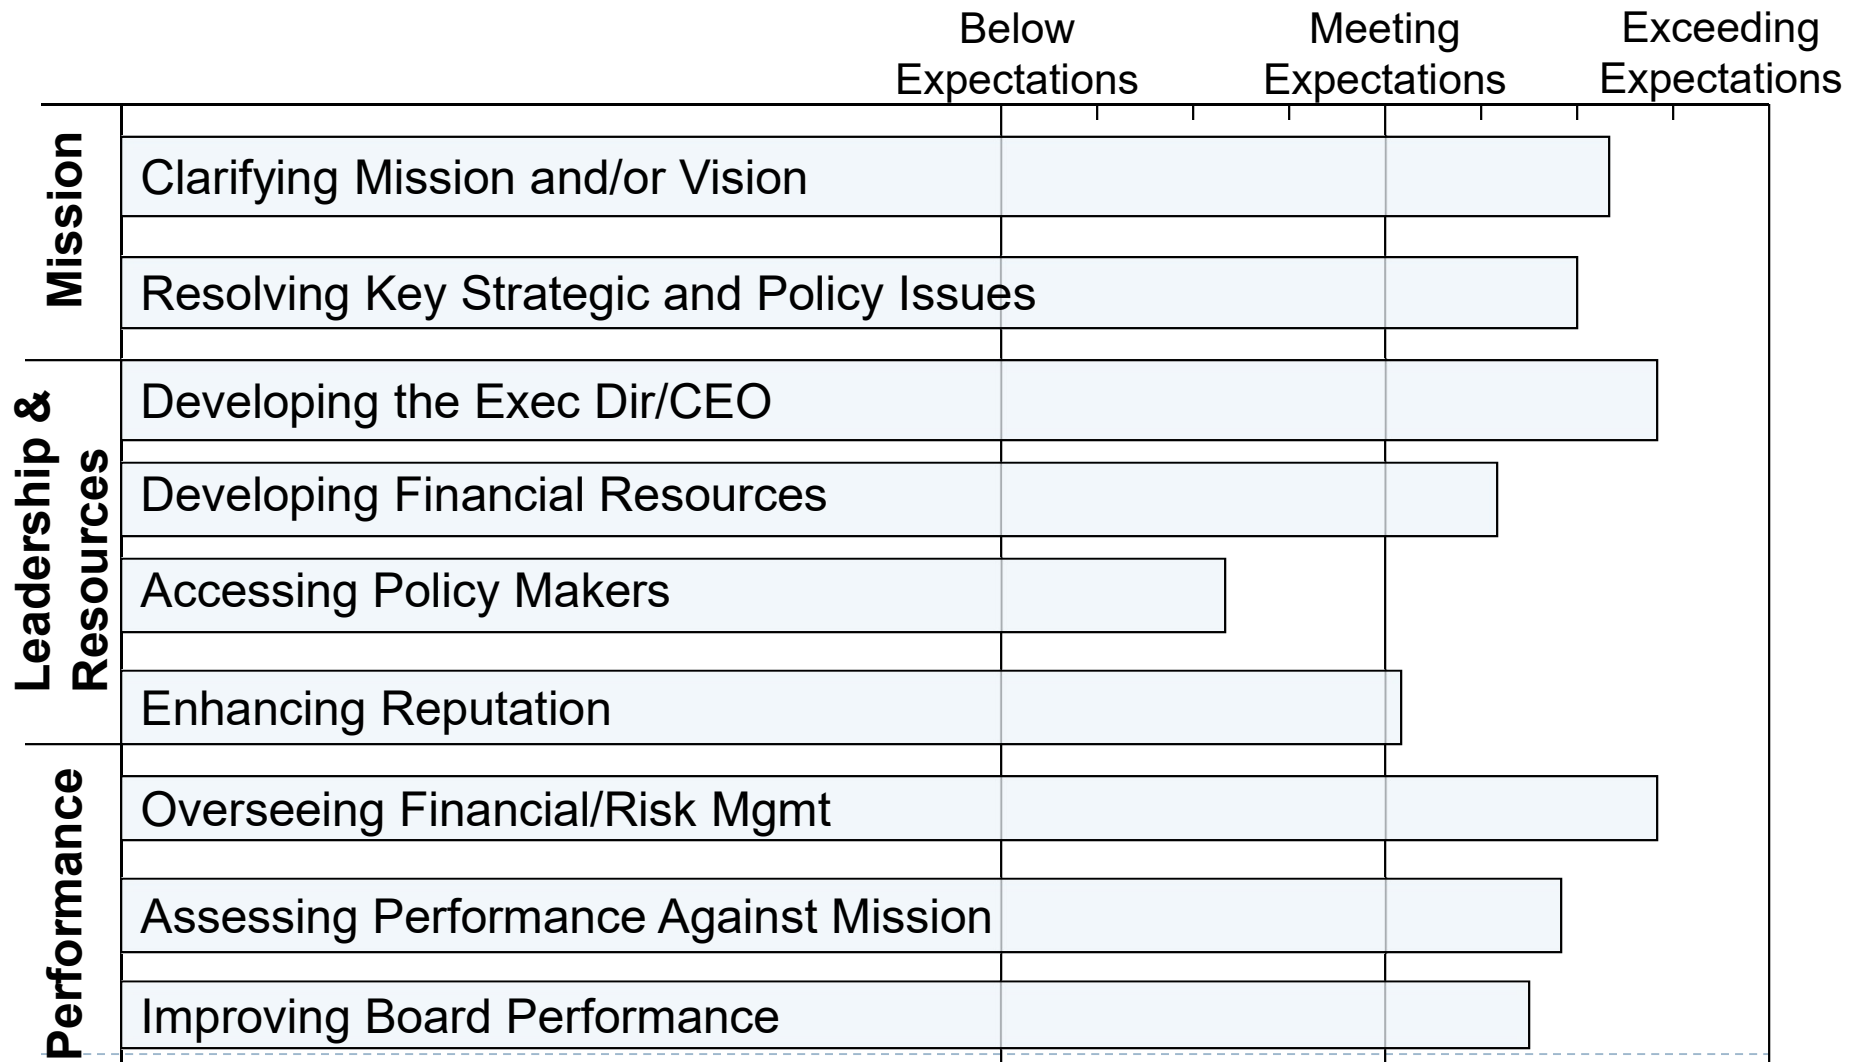 Below
Expectations
Meeting
Expectations
Exceeding
Expectations
Mission
Clarifying Mission and/or Vision
Resolving Key Strategic and Policy Issues
Leadership &
Resources
Developing the Exec Dir/CEO
Developing Financial Resources
Accessing Policy Makers
Enhancing Reputation
Performance
Overseeing Financial/Risk Mgmt
Assessing Performance Against Mission
Improving Board Performance